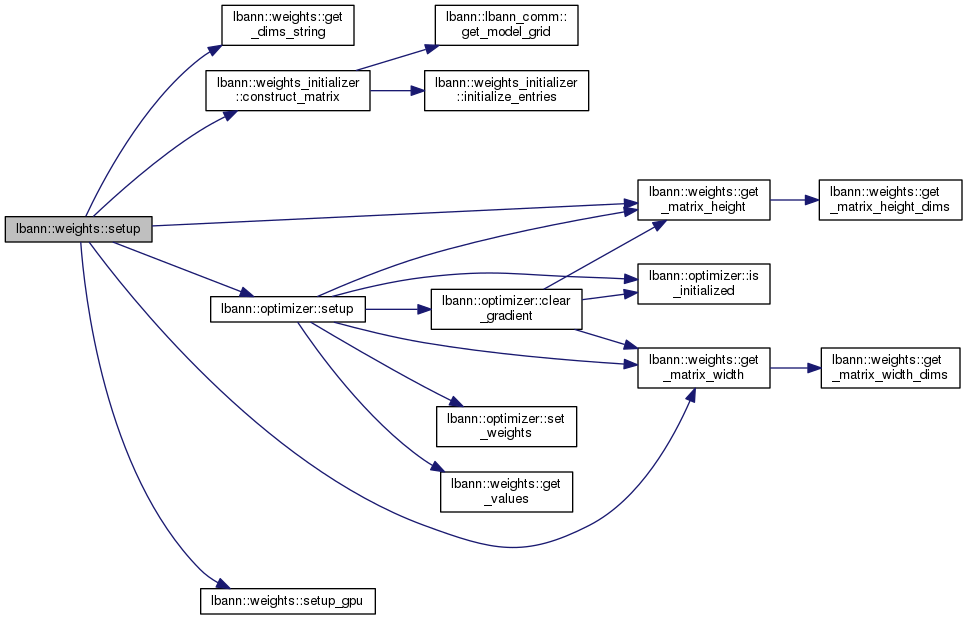 lbann::weights::get
_dims_string
lbann::lbann_comm::
get_model_grid
lbann::weights_initializer
::construct_matrix
lbann::weights_initializer
::initialize_entries
lbann::weights::get
_matrix_height
lbann::weights::get
_matrix_height_dims
lbann::weights::setup
lbann::optimizer::is
_initialized
lbann::optimizer::setup
lbann::optimizer::clear
_gradient
lbann::weights::get
_matrix_width
lbann::weights::get
_matrix_width_dims
lbann::optimizer::set
_weights
lbann::weights::get
_values
lbann::weights::setup_gpu